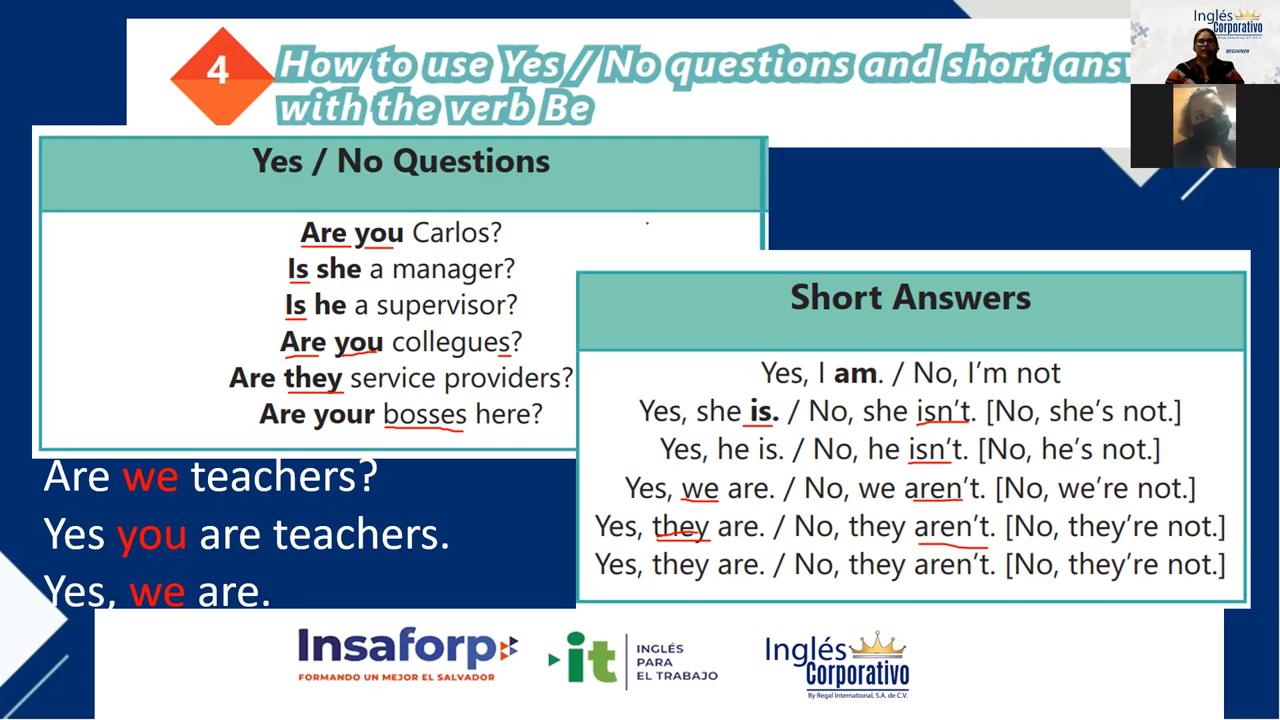 4
How to use Yes / No questions and short answ
with the verb Be
Inglés
Corporativo
BEGINNER
Yes / No Questions
Are you Carlos?
Is she a manager?
Is he a supervisor?
Are you collegues?
Are they service providers?
Are your bosses here?
Short Answers
Yes, I am. / No, I'm not
Yes, she is. / No, she isn't. [No, she's not.]
Yes, he is. / No, he isn't. [No, he's not.]
Yes, we are. / No, we aren't. [No, we're not.]
Yes, they are. / No, they aren't. [No, they're not.]
Yes, they are. / No, they aren't. [No, they're not.]
Are we teachers?
Yes you are teachers.
Yes, we are.
Insaforp
FORMANDO UN MEJOR EL SALVADOR
it
INGLÉS
PARA
EL TRABAJO
Inglés
Corporativo
By Regal International, S.A. de C.V.